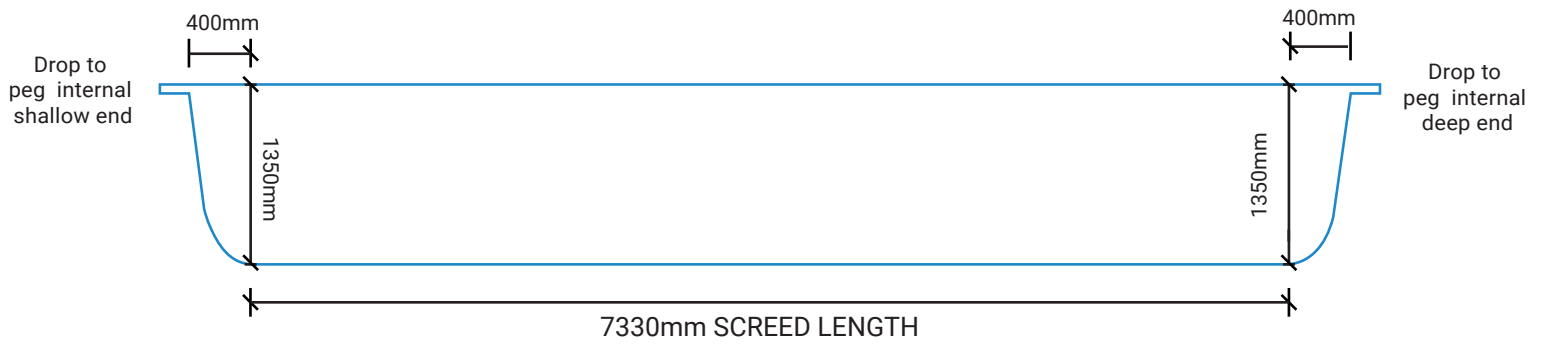 400mm
400mm
Drop to
peg internal
shallow end
Drop to
peg internal
deep end
1350mm
1350mm
7330mm SCREED LENGTH